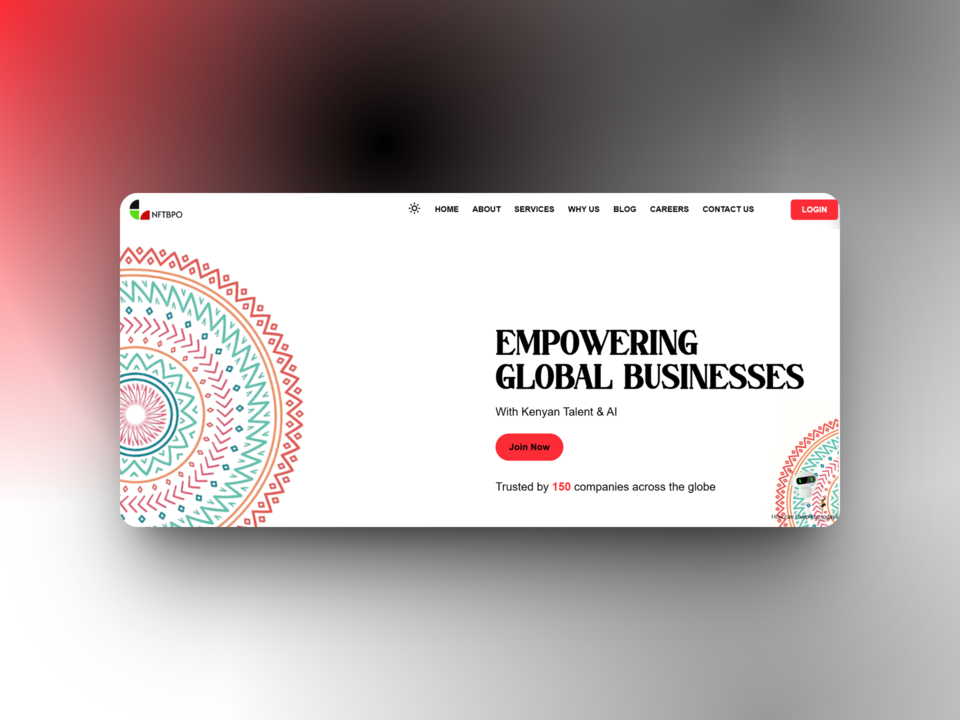 NFTBPO
HOME ABOUT SERVICES WHY US BLOG CAREERS CONTACT US LOGIN
EMPOWERING
GLOBAL BUSINESSES
With Kenyan Talent & AI
Join Now
Trusted by 150 companies across the globe